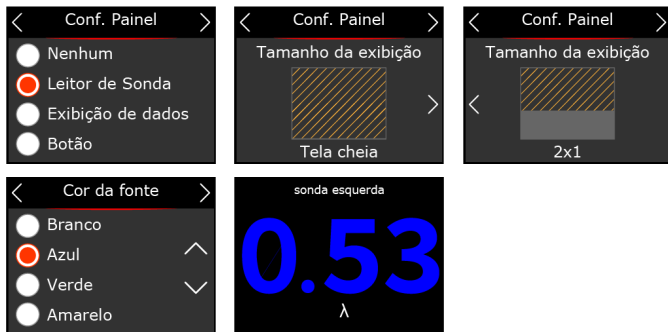 Conf. Painel
Nenhum
Leitor de Sonda
Exibição de dados
Botão
Conf. Painel
Tamanho da exibição
Tela cheia
Conf. Painel
Tamanho da exibição
2x1
Cor da fonte
Branco
Azul
Verde
Amarelo
sonda esquerda
0.53
λ